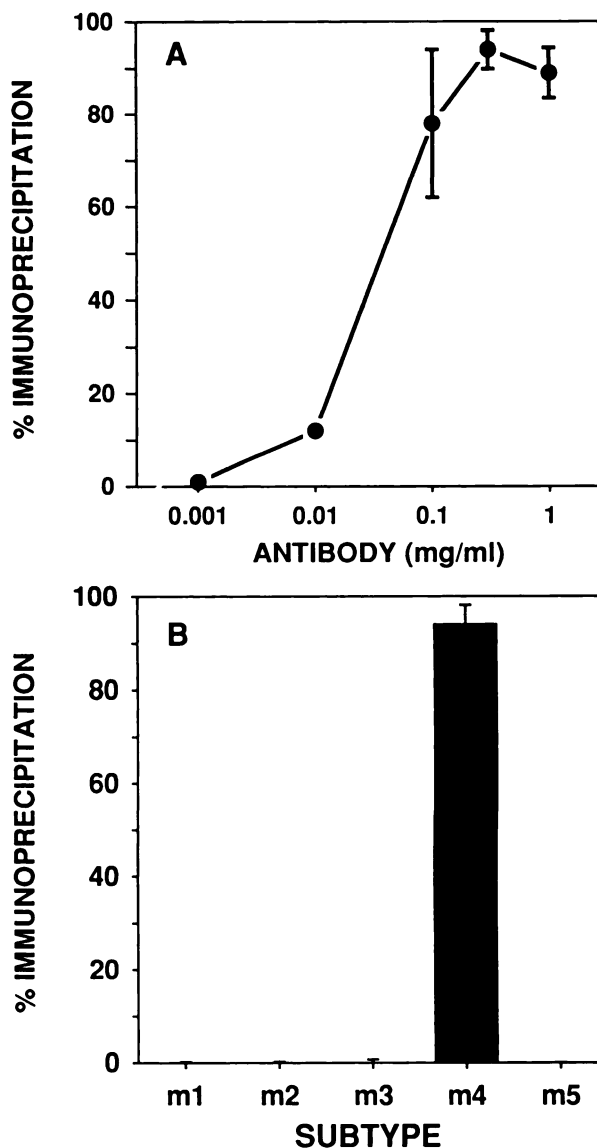 A
% IMMUNOPRECIPITATION
100
80
60
40
20
0
0.001 0.01 0.1 1
ANTIBODY (mg/ml)
B
% IMMUNOPRECIPITATION
100
80
60
40
20
0
m1 m2 m3 m4 m5
SUBTYPE